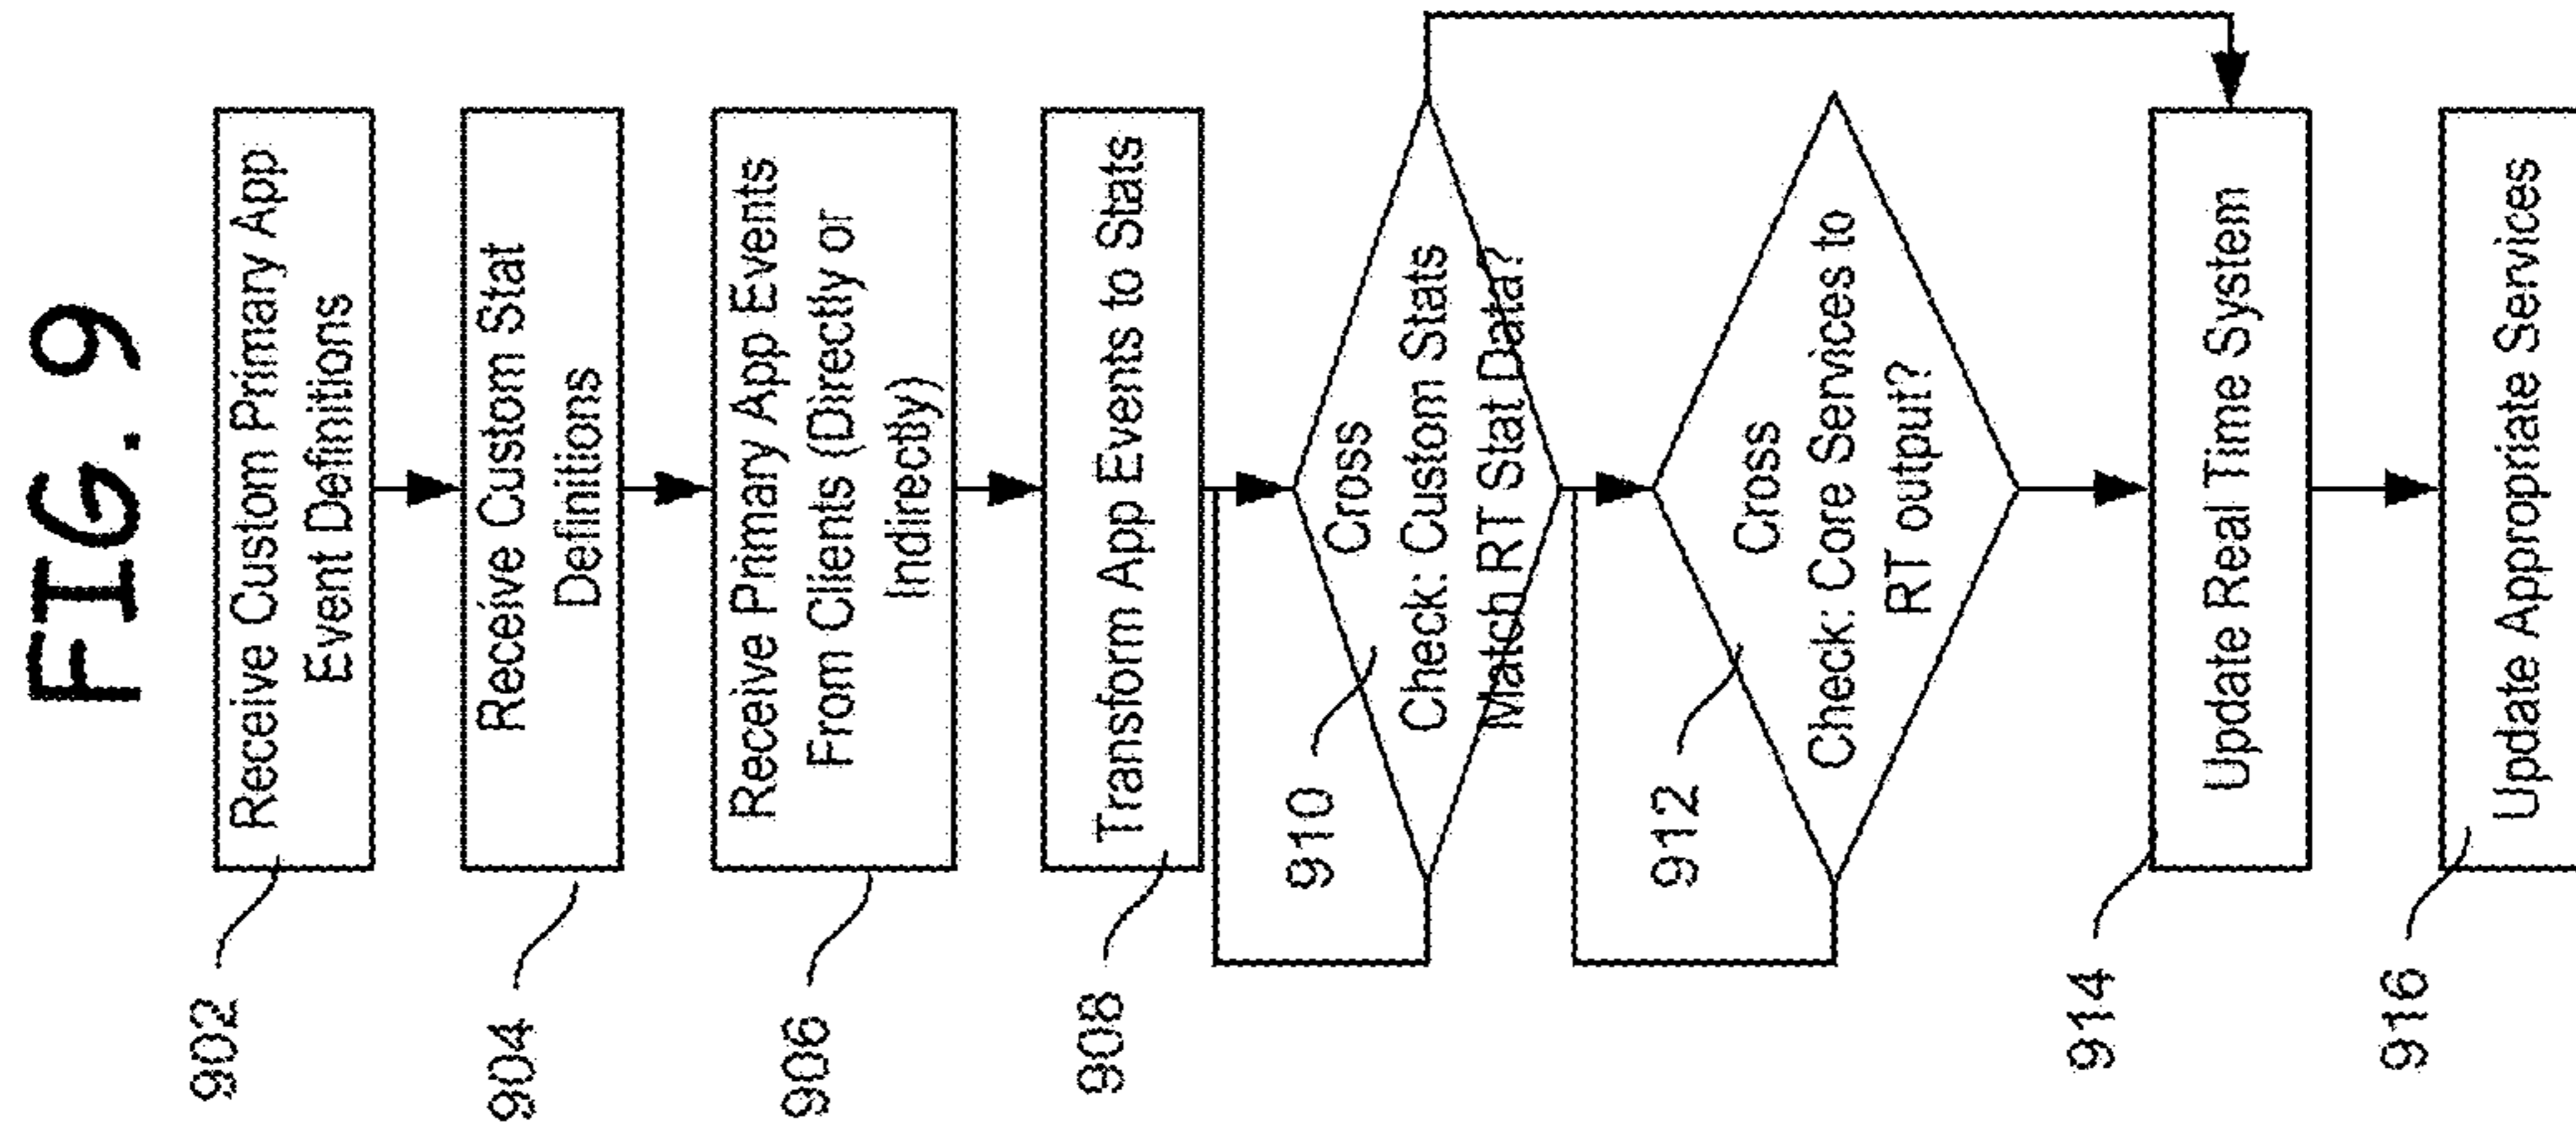 FIG. 9
902
Receive Custom Primary App
Event Definitions
904
Receive Custom Stat
Definitions
906
Receive Primary App Events
From Clients (Directly or
Indirectly)
908
Transform App Events to Stats
910
Cross
Check: Custom Stats
Match RT Stat Data?
912
Cross
Check: Core Services to
RT output?
914
Update Real Time System
916
Update Appropriate Services